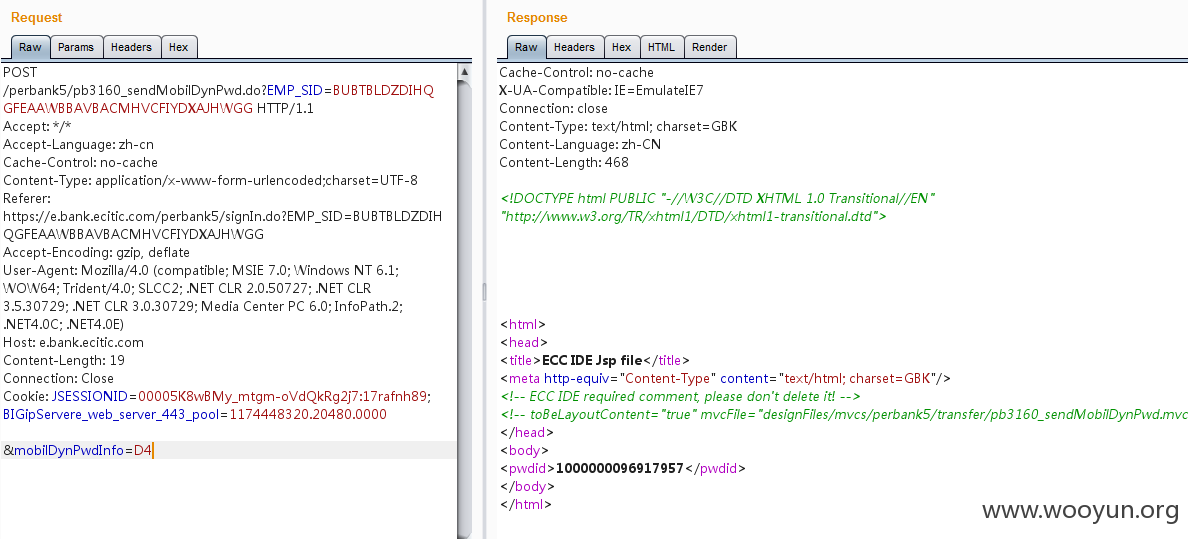 Request
Raw Params Headers Hex
POST
/perbank5/pb3160_sendMobilDynPwd.do?EMP_SID=BUBTBLDZDIHQ
GFEAAWBBAVBACMHVCFIYDXAJHWGG HTTP/1.1
Accept: */*
Accept-Language: zh-cn
Cache-Control: no-cache
Content-Type: application/x-www-form-urlencoded;charset=UTF-8
Referer:
https://e.bank.ecitic.com/perbank5/signIn.do?EMP_SID=BUBTBLDZDIH
QGFEAAWBBAVBACMHVCFIYDXAJHWGG
Accept-Encoding: gzip, deflate
User-Agent: Mozilla/4.0 (compatible; MSIE 7.0; Windows NT 6.1;
WOW64; Trident/4.0; SLCC2; .NET CLR 2.0.50727; .NET CLR
3.5.30729; .NET CLR 3.0.30729; Media Center PC 6.0; InfoPath.2;
.NET4.0C; .NET4.0E)
Host: e.bank.ecitic.com
Content-Length: 19
Connection: Close
Cookie: JSESSIONID=00005K8wBMy_mtgm-oVdQkRg2j7:17rafnh89;
BIGipServere_web_server_443_pool=1174448320.20480.0000
&mobilDynPwdInfo=D4
Response
Raw Headers Hex HTML Render
Cache-Control: no-cache
X-UA-Compatible: IE=EmulateIE7
Connection: close
Content-Type: text/html; charset=GBK
Content-Language: zh-CN
Content-Length: 468
<!DOCTYPE html PUBLIC "-//W3C//DTD XHTML 1.0 Transitional//EN"
"http://www.w3.org/TR/xhtml1/DTD/xhtml1-transitional.dtd">
<html>
<head>
<title>ECC IDE Jsp file</title>
<meta http-equiv="Content-Type" content="text/html; charset=GBK"/>
<!-- ECC IDE required comment, please don't delete it! -->
<!-- toBeLayoutContent="true" mvcFile="designFiles/mvcs/perbank5/transfer/pb3160_sendMobilDynPwd.mvc
</head>
<body>
<pwdid>1000000096917957</pwdid>
</body>
</html>
www.wooyun.org